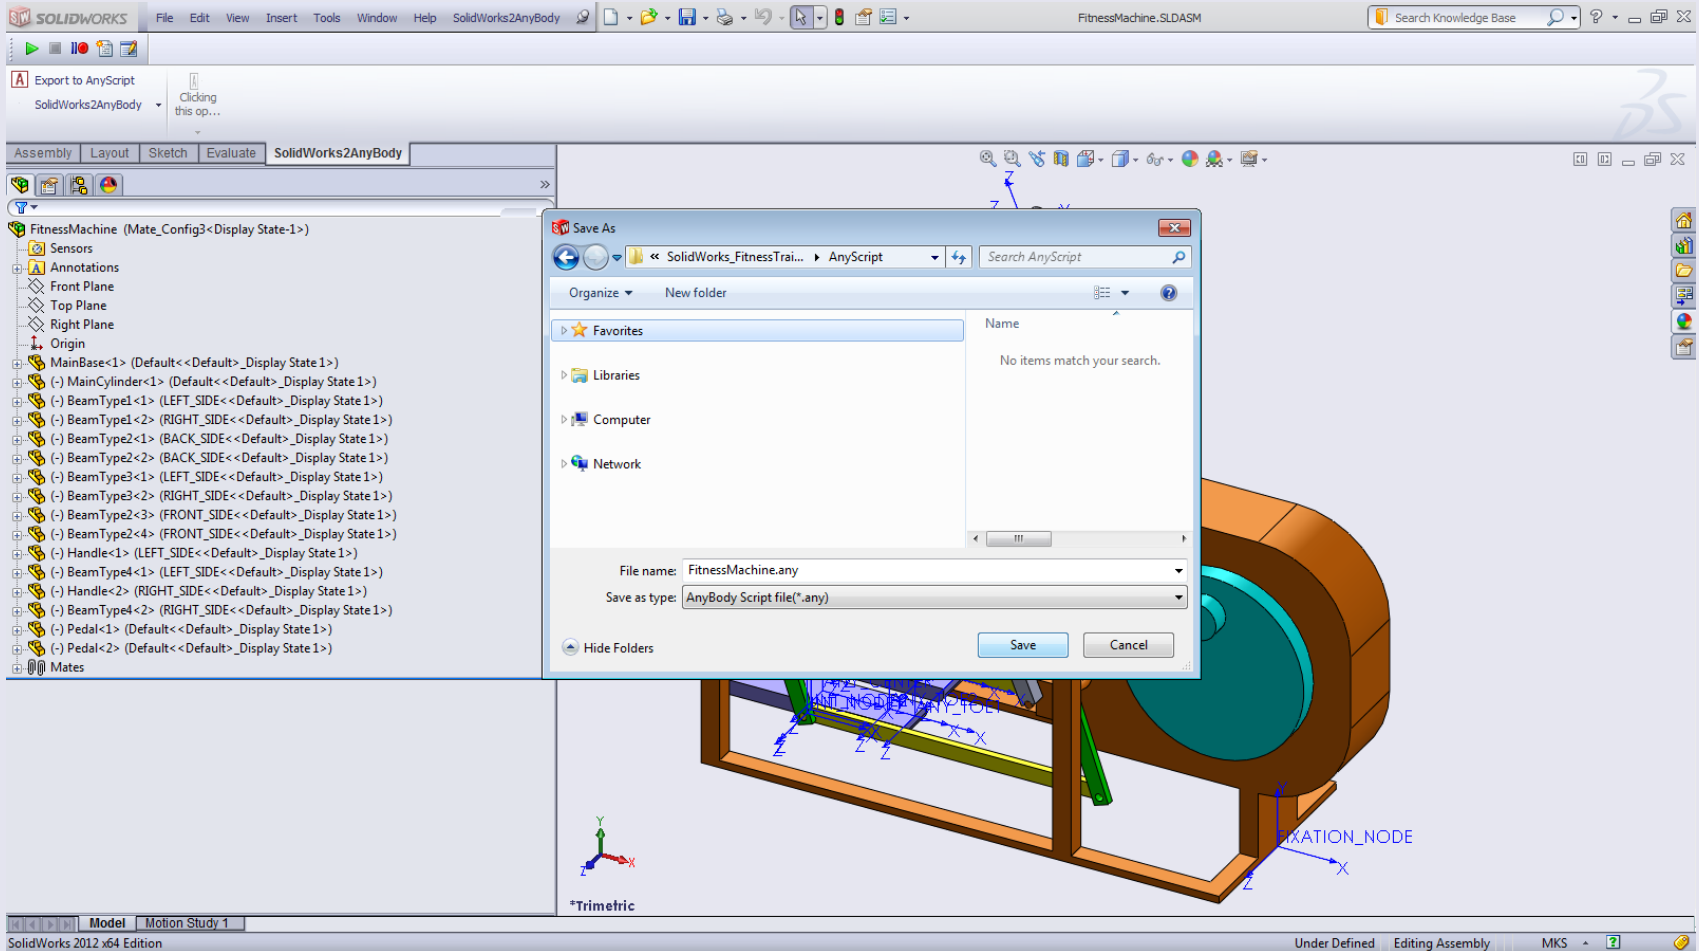 SOLIDWORKS File Edit View Insert Tools Window Help SolidWorks2AnyBody FitnessMachine.SLDASM Search Knowledge Base
Export to AnyScript
SolidWorks2AnyBody
Clicking
this op...
Assembly Layout Sketch Evaluate SolidWorks2AnyBody
FitnessMachine (Mate_Config3<Display State-1>)
Sensors
Annotations
Front Plane
Top Plane
Right Plane
Origin
MainBase<1> (Default<<Default>_Display State 1>)
(-) MainCylinder<1> (Default<<Default>_Display State 1>)
(-) BeamType1<1> (LEFT_SIDE<<Default>_Display State 1>)
(-) BeamType1<2> (RIGHT_SIDE<<Default>_Display State 1>)
(-) BeamType2<1> (BACK_SIDE<<Default>_Display State 1>)
(-) BeamType2<2> (BACK_SIDE<<Default>_Display State 1>)
(-) BeamType3<1> (LEFT_SIDE<<Default>_Display State 1>)
(-) BeamType3<2> (RIGHT_SIDE<<Default>_Display State 1>)
(-) BeamType2<3> (FRONT_SIDE<<Default>_Display State 1>)
(-) BeamType2<4> (FRONT_SIDE<<Default>_Display State 1>)
(-) Handle<1> (LEFT_SIDE<<Default>_Display State 1>)
(-) BeamType4<1> (LEFT_SIDE<<Default>_Display State 1>)
(-) Handle<2> (RIGHT_SIDE<<Default>_Display State 1>)
(-) BeamType4<2> (RIGHT_SIDE<<Default>_Display State 1>)
(-) Pedal<1> (Default<<Default>_Display State 1>)
(-) Pedal<2> (Default<<Default>_Display State 1>)
Mates
Z
Z
Save As
« SolidWorks_FitnessTrai... AnyScript Search AnyScript
Organize New folder
Favorites
Libraries
Computer
Network
Name
No items match your search.
File name: FitnessMachine.any
Save as type: AnyBody Script file(*.any)
Hide Folders
Save Cancel
X
X
X
Z
Z
Z
Y
FIXATION_NODE
X
Z
Y
X
Z
*Trimetric
Model Motion Study 1
SolidWorks 2012 x64 Edition Under Defined Editing Assembly MKS